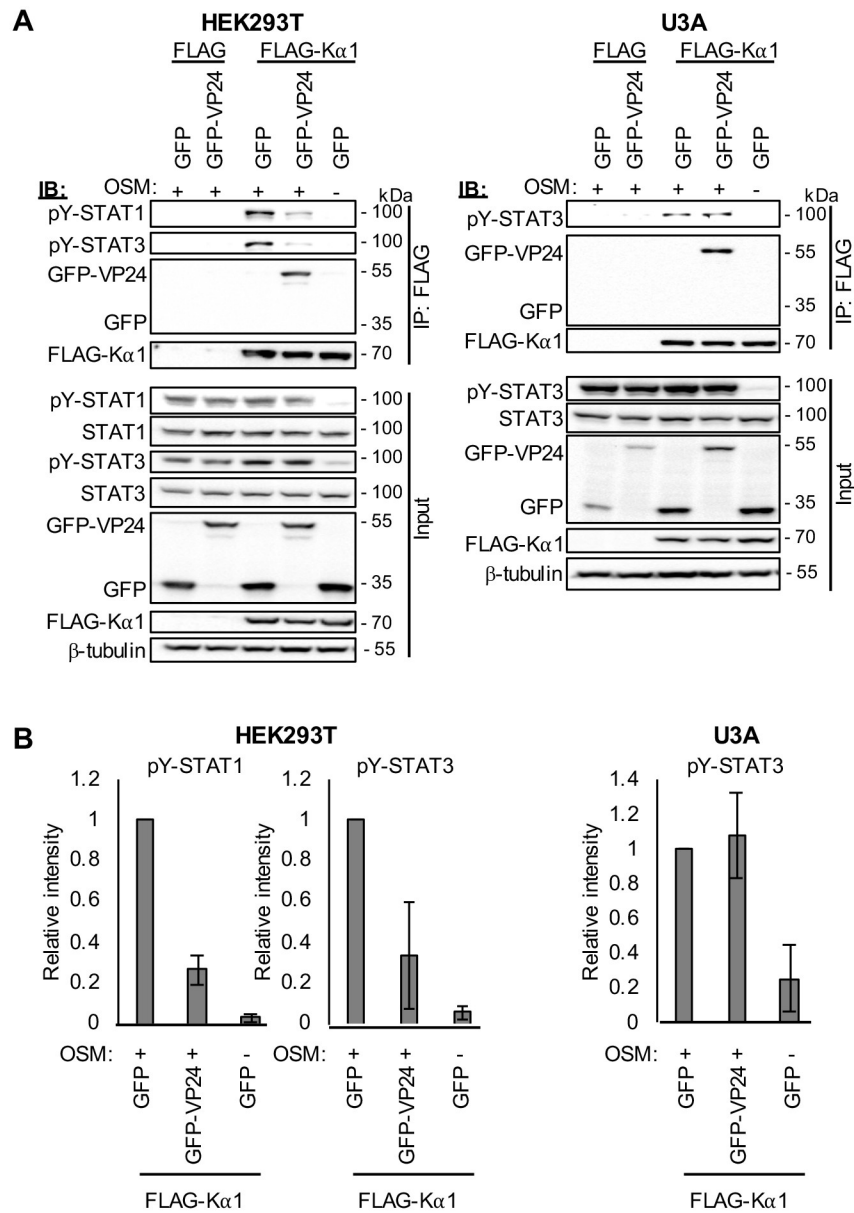 A
HEK293T
FLAG FLAG-Kα1
GFP GFP-VP24 GFP GFP-VP24 GFP
IB: OSM: + + + + - kDa
pY-STAT1 - 100
pY-STAT3 - 100
GFP-VP24 - 55
GFP - 35
FLAG-Kα1 - 70
IP: FLAG
pY-STAT1 - 100
STAT1 - 100
pY-STAT3 - 100
STAT3 - 100
GFP-VP24 - 55
GFP - 35
FLAG-Kα1 - 70
β-tubulin - 55
Input
U3A
FLAG FLAG-Kα1
GFP GFP-VP24 GFP GFP-VP24 GFP
IB: OSM: + + + + - kDa
pY-STAT3 - 100
GFP-VP24 - 55
GFP - 35
FLAG-Kα1 - 70
IP: FLAG
pY-STAT3 - 100
STAT3 - 100
GFP-VP24 - 55
GFP - 35
FLAG-Kα1 - 70
β-tubulin - 55
Input
B
HEK293T
pY-STAT1
Relative intensity
1.2
1
0.8
0.6
0.4
0.2
0
OSM: + + -
GFP GFP-VP24 GFP
FLAG-Kα1
pY-STAT3
Relative intensity
1.2
1
0.8
0.6
0.4
0.2
0
OSM: + + -
GFP GFP-VP24 GFP
FLAG-Kα1
U3A
pY-STAT3
Relative intensity
1.4
1.2
1
0.8
0.6
0.4
0.2
0
OSM: + + -
GFP GFP-VP24 GFP
FLAG-Kα1